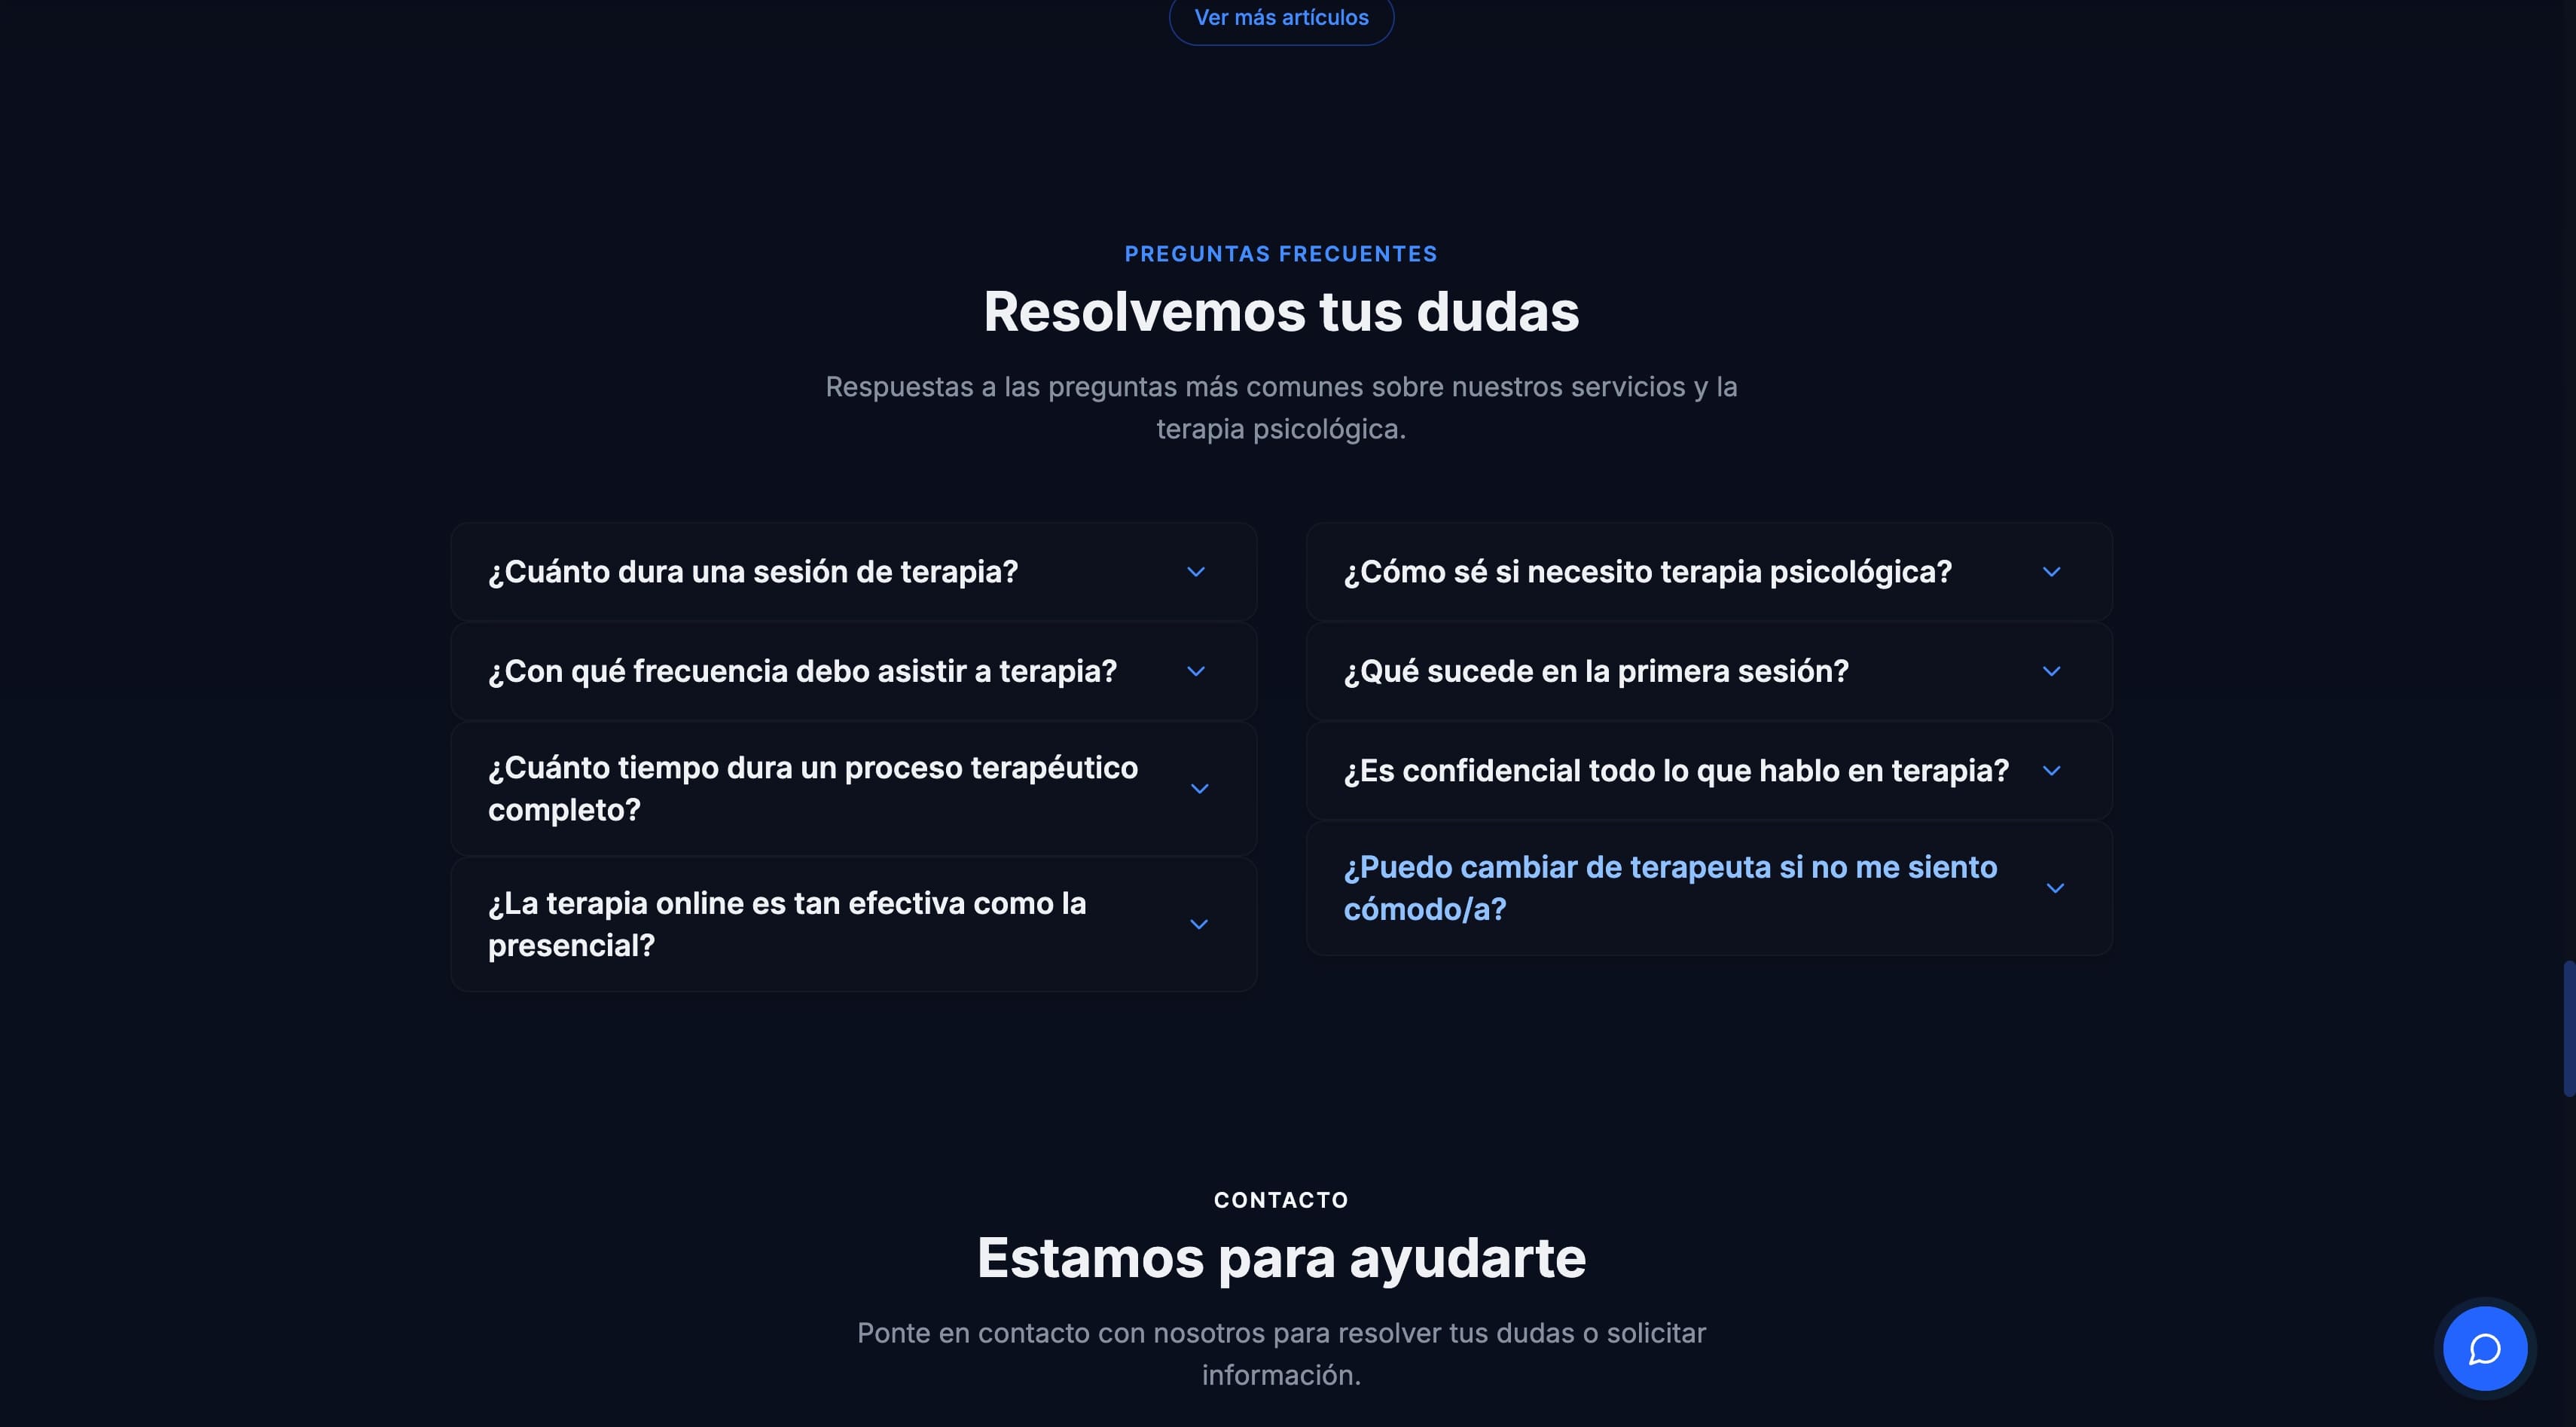 Ver más artículos
PREGUNTAS FRECUENTES
Resolvemos tus dudas
Respuestas a las preguntas más comunes sobre nuestros servicios y la
terapia psicológica.
¿Cuánto dura una sesión de terapia?
¿Con qué frecuencia debo asistir a terapia?
¿Cuánto tiempo dura un proceso terapéutico
completo?
¿La terapia online es tan efectiva como la
presencial?
¿Cómo sé si necesito terapia psicológica?
¿Qué sucede en la primera sesión?
¿Es confidencial todo lo que hablo en terapia?
¿Puedo cambiar de terapeuta si no me siento
cómodo/a?
CONTACTO
Estamos para ayudarte
Ponte en contacto con nosotros para resolver tus dudas o solicitar
información.